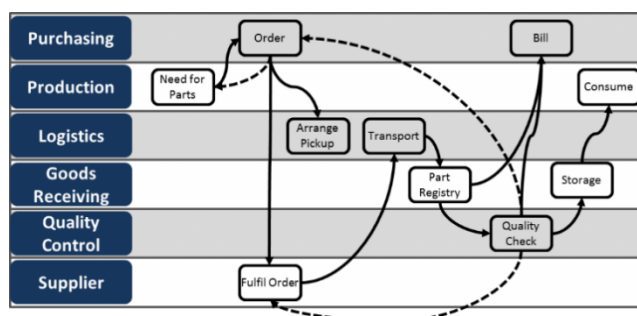 Purchasing
Order
Bill
Production
Need for
Parts
Consume
Logistics
Arrange
Pickup
Transport
Goods
Receiving
Part
Registry
Storage
Quality
Control
Quality
Check
Supplier
Fulfil Order